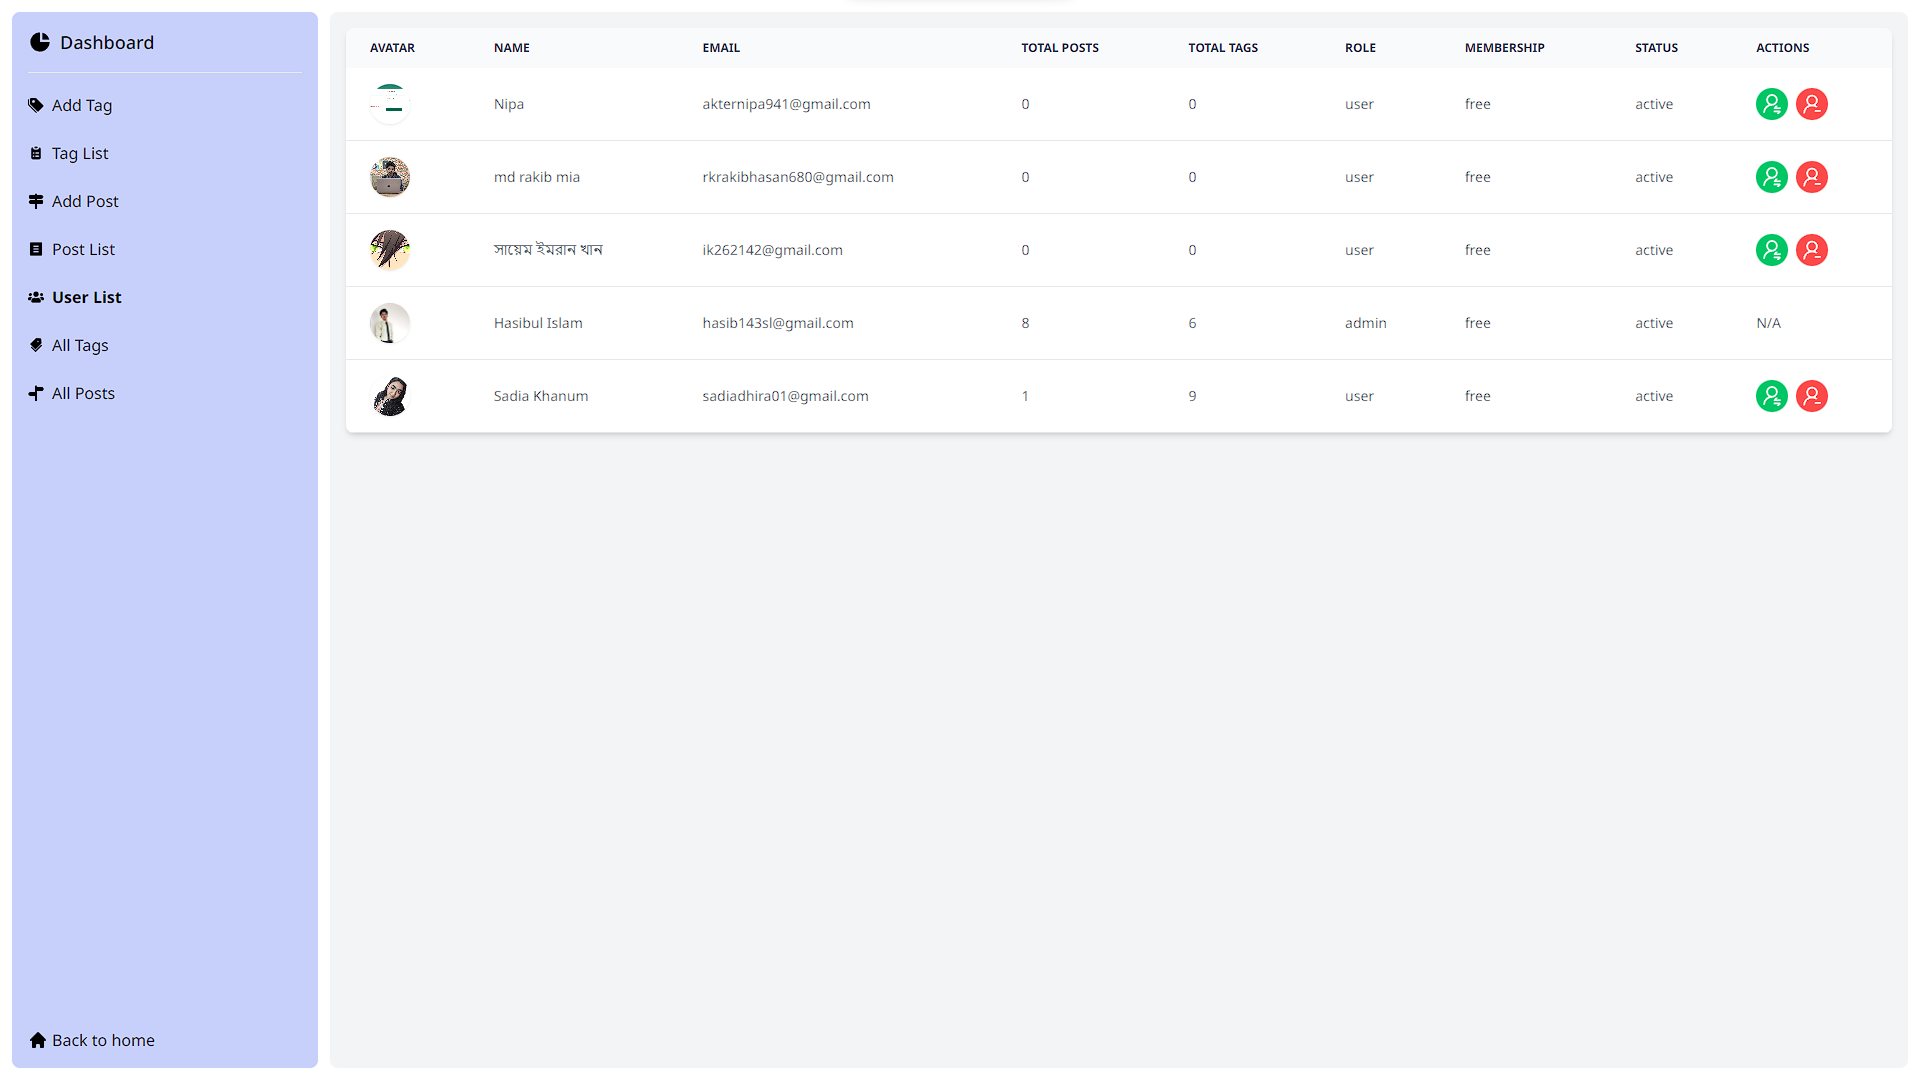 Dashboard
Add Tag
Tag List
Add Post
Post List
User List
All Tags
All Posts
Back to home
AVATAR NAME EMAIL TOTAL POSTS TOTAL TAGS ROLE MEMBERSHIP STATUS ACTIONS
Nipa akternipa941@gmail.com 0 0 user free active
md rakib mia rkrakibhasan680@gmail.com 0 0 user free active
সায়েম ইমরান খান ik262142@gmail.com 0 0 user free active
Hasibul Islam hasib143sl@gmail.com 8 6 admin free active N/A
Sadia Khanum sadiadhira01@gmail.com 1 9 user free active